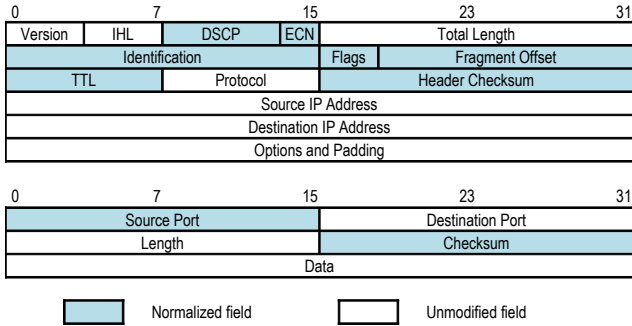 0 7 15 23 31
Version IHL DSCP ECN Total Length
Identification Flags Fragment Offset
TTL Protocol Header Checksum
Source IP Address
Destination IP Address
Options and Padding
0 7 15 23 31
Source Port Destination Port
Length Checksum
Data
Normalized field Unmodified field